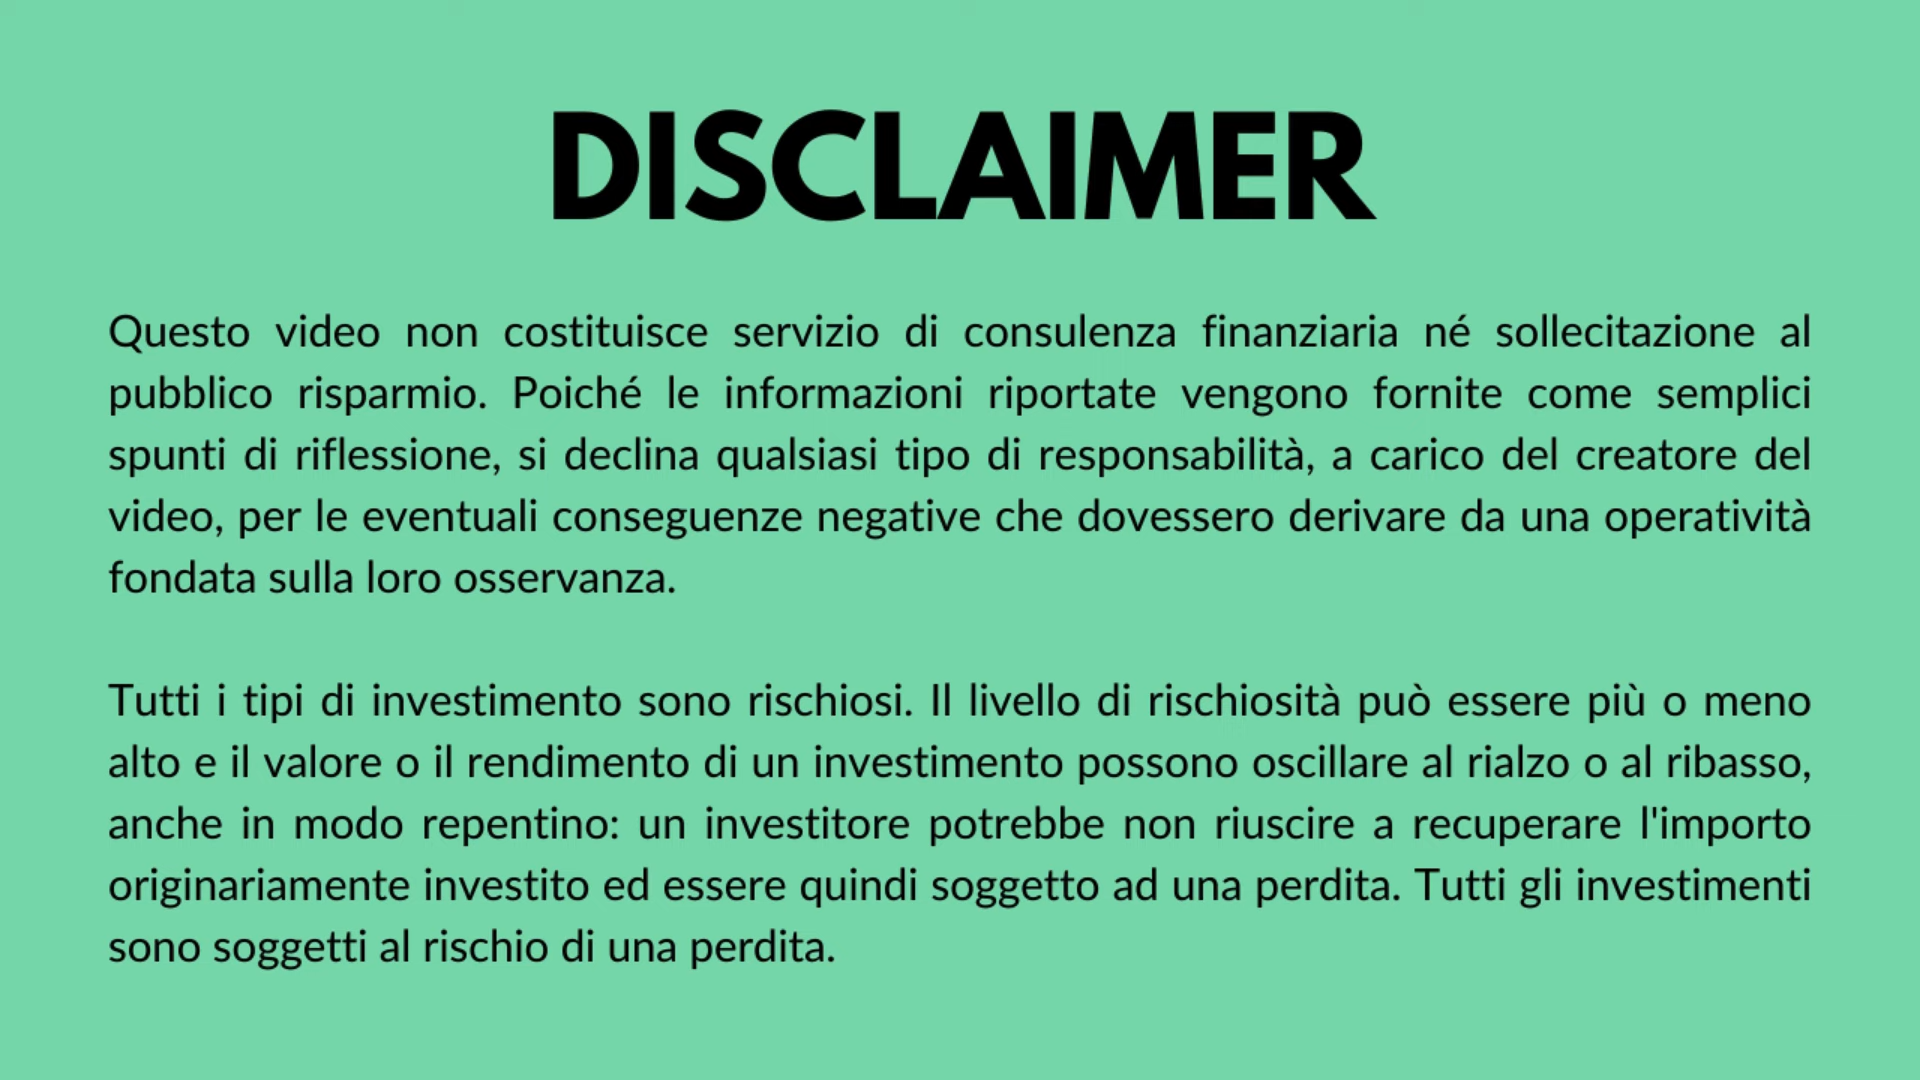 DISCLAIMER
Questo video non costituisce servizio di consulenza finanziaria né sollecitazione al
pubblico risparmio. Poiché le informazioni riportate vengono fornite come semplici
spunti di riflessione, si declina qualsiasi tipo di responsabilità, a carico del creatore del
video, per le eventuali conseguenze negative che dovessero derivare da una operatività
fondata sulla loro osservanza.
Tutti i tipi di investimento sono rischiosi. Il livello di rischiosità può essere più o meno
alto e il valore o il rendimento di un investimento possono oscillare al rialzo o al ribasso,
anche in modo repentino: un investitore potrebbe non riuscire a recuperare l'importo
originariamente investito ed essere quindi soggetto ad una perdita. Tutti gli investimenti
sono soggetti al rischio di una perdita.